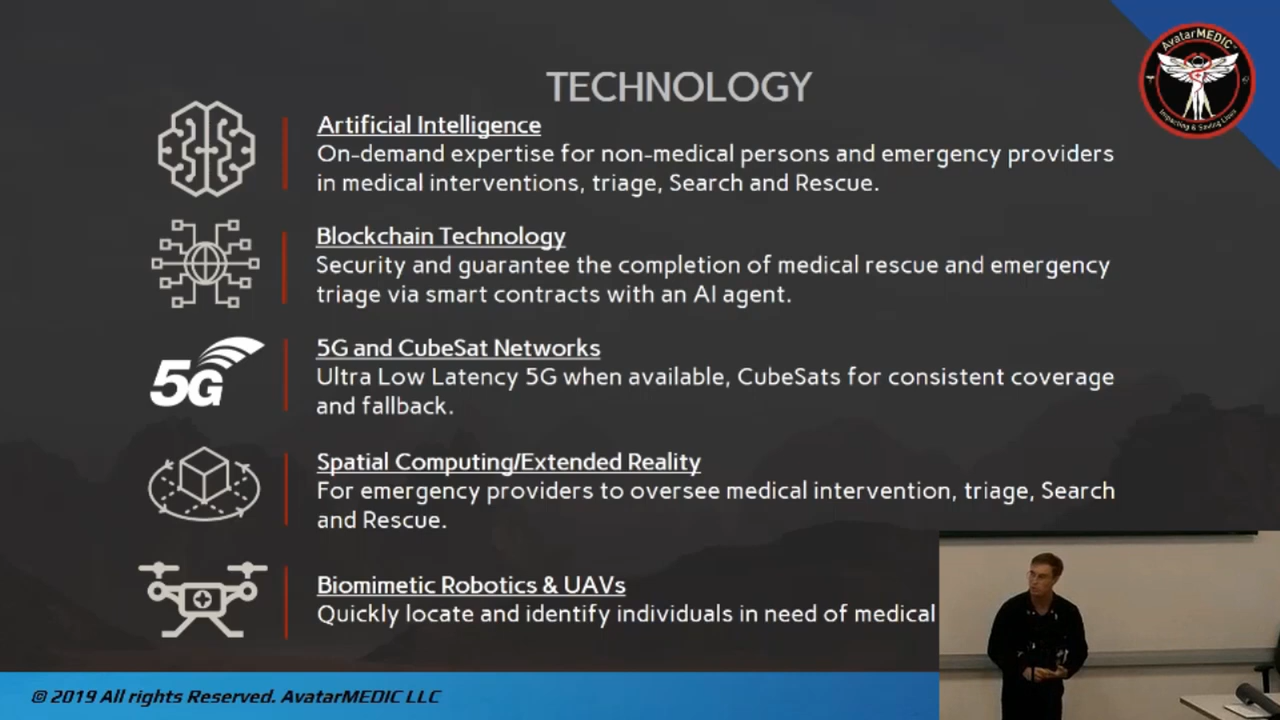 TECHNOLOGY
AvatarMEDIC
Impacting & Saving Lives
Artificial Intelligence
On-demand expertise for non-medical persons and emergency providers
in medical interventions, triage, Search and Rescue.
Blockchain Technology
Security and guarantee the completion of medical rescue and emergency
triage via smart contracts with an AI agent.
5G
5G and CubeSat Networks
Ultra Low Latency 5G when available, CubeSats for consistent coverage
and fallback.
Spatial Computing/Extended Reality
For emergency providers to oversee medical intervention, triage, Search
and Rescue.
Biomimetic Robotics & UAVs
Quickly locate and identify individuals in need of medical
© 2019 All rights Reserved. AvatarMEDIC LLC